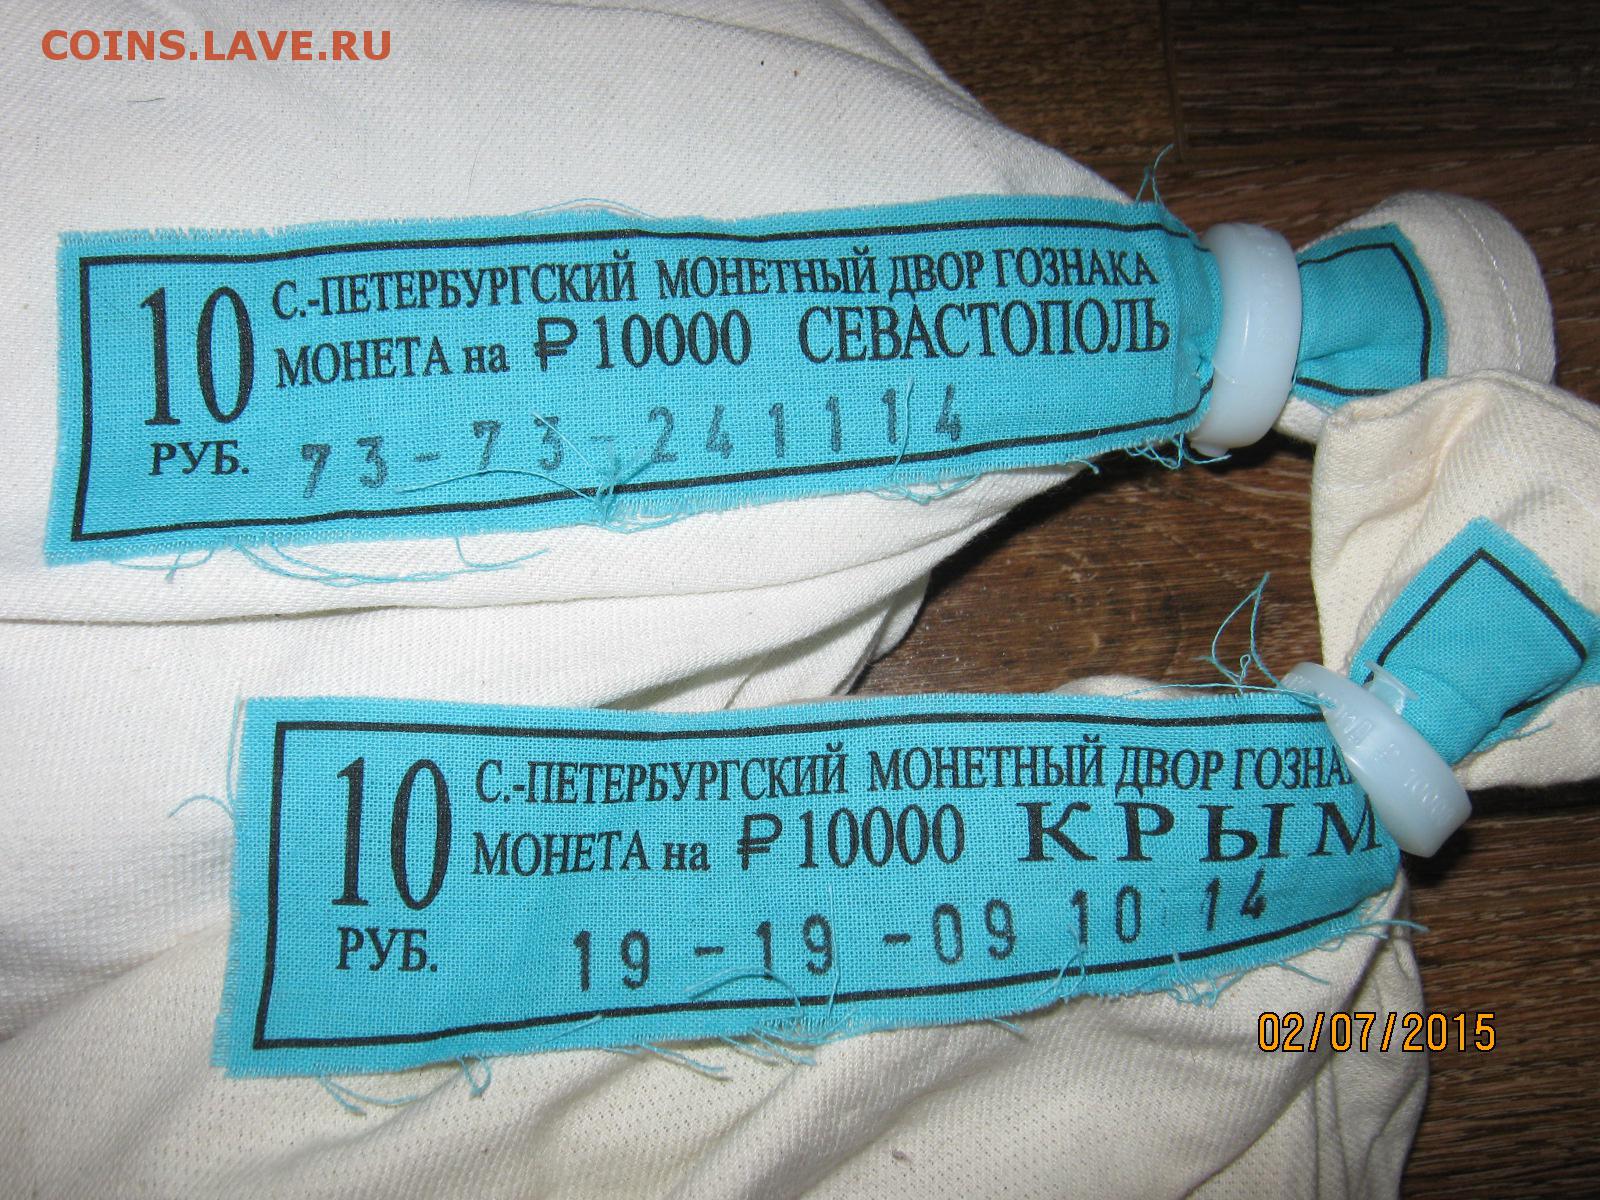 COINS.LAVE.RU
10
РУБ.
С.-ПЕТЕРБУРГСКИЙ МОНЕТНЫЙ ДВОР ГОЗНАКА
МОНЕТА на ₽ 10000 СЕВАСТОПОЛЬ
73-73-241114
10
РУБ.
С.-ПЕТЕРБУРГСКИЙ МОНЕТНЫЙ ДВОР ГОЗНА
МОНЕТА на ₽ 10000 КРЫМ
19-19-09 10 14
02/07/2015